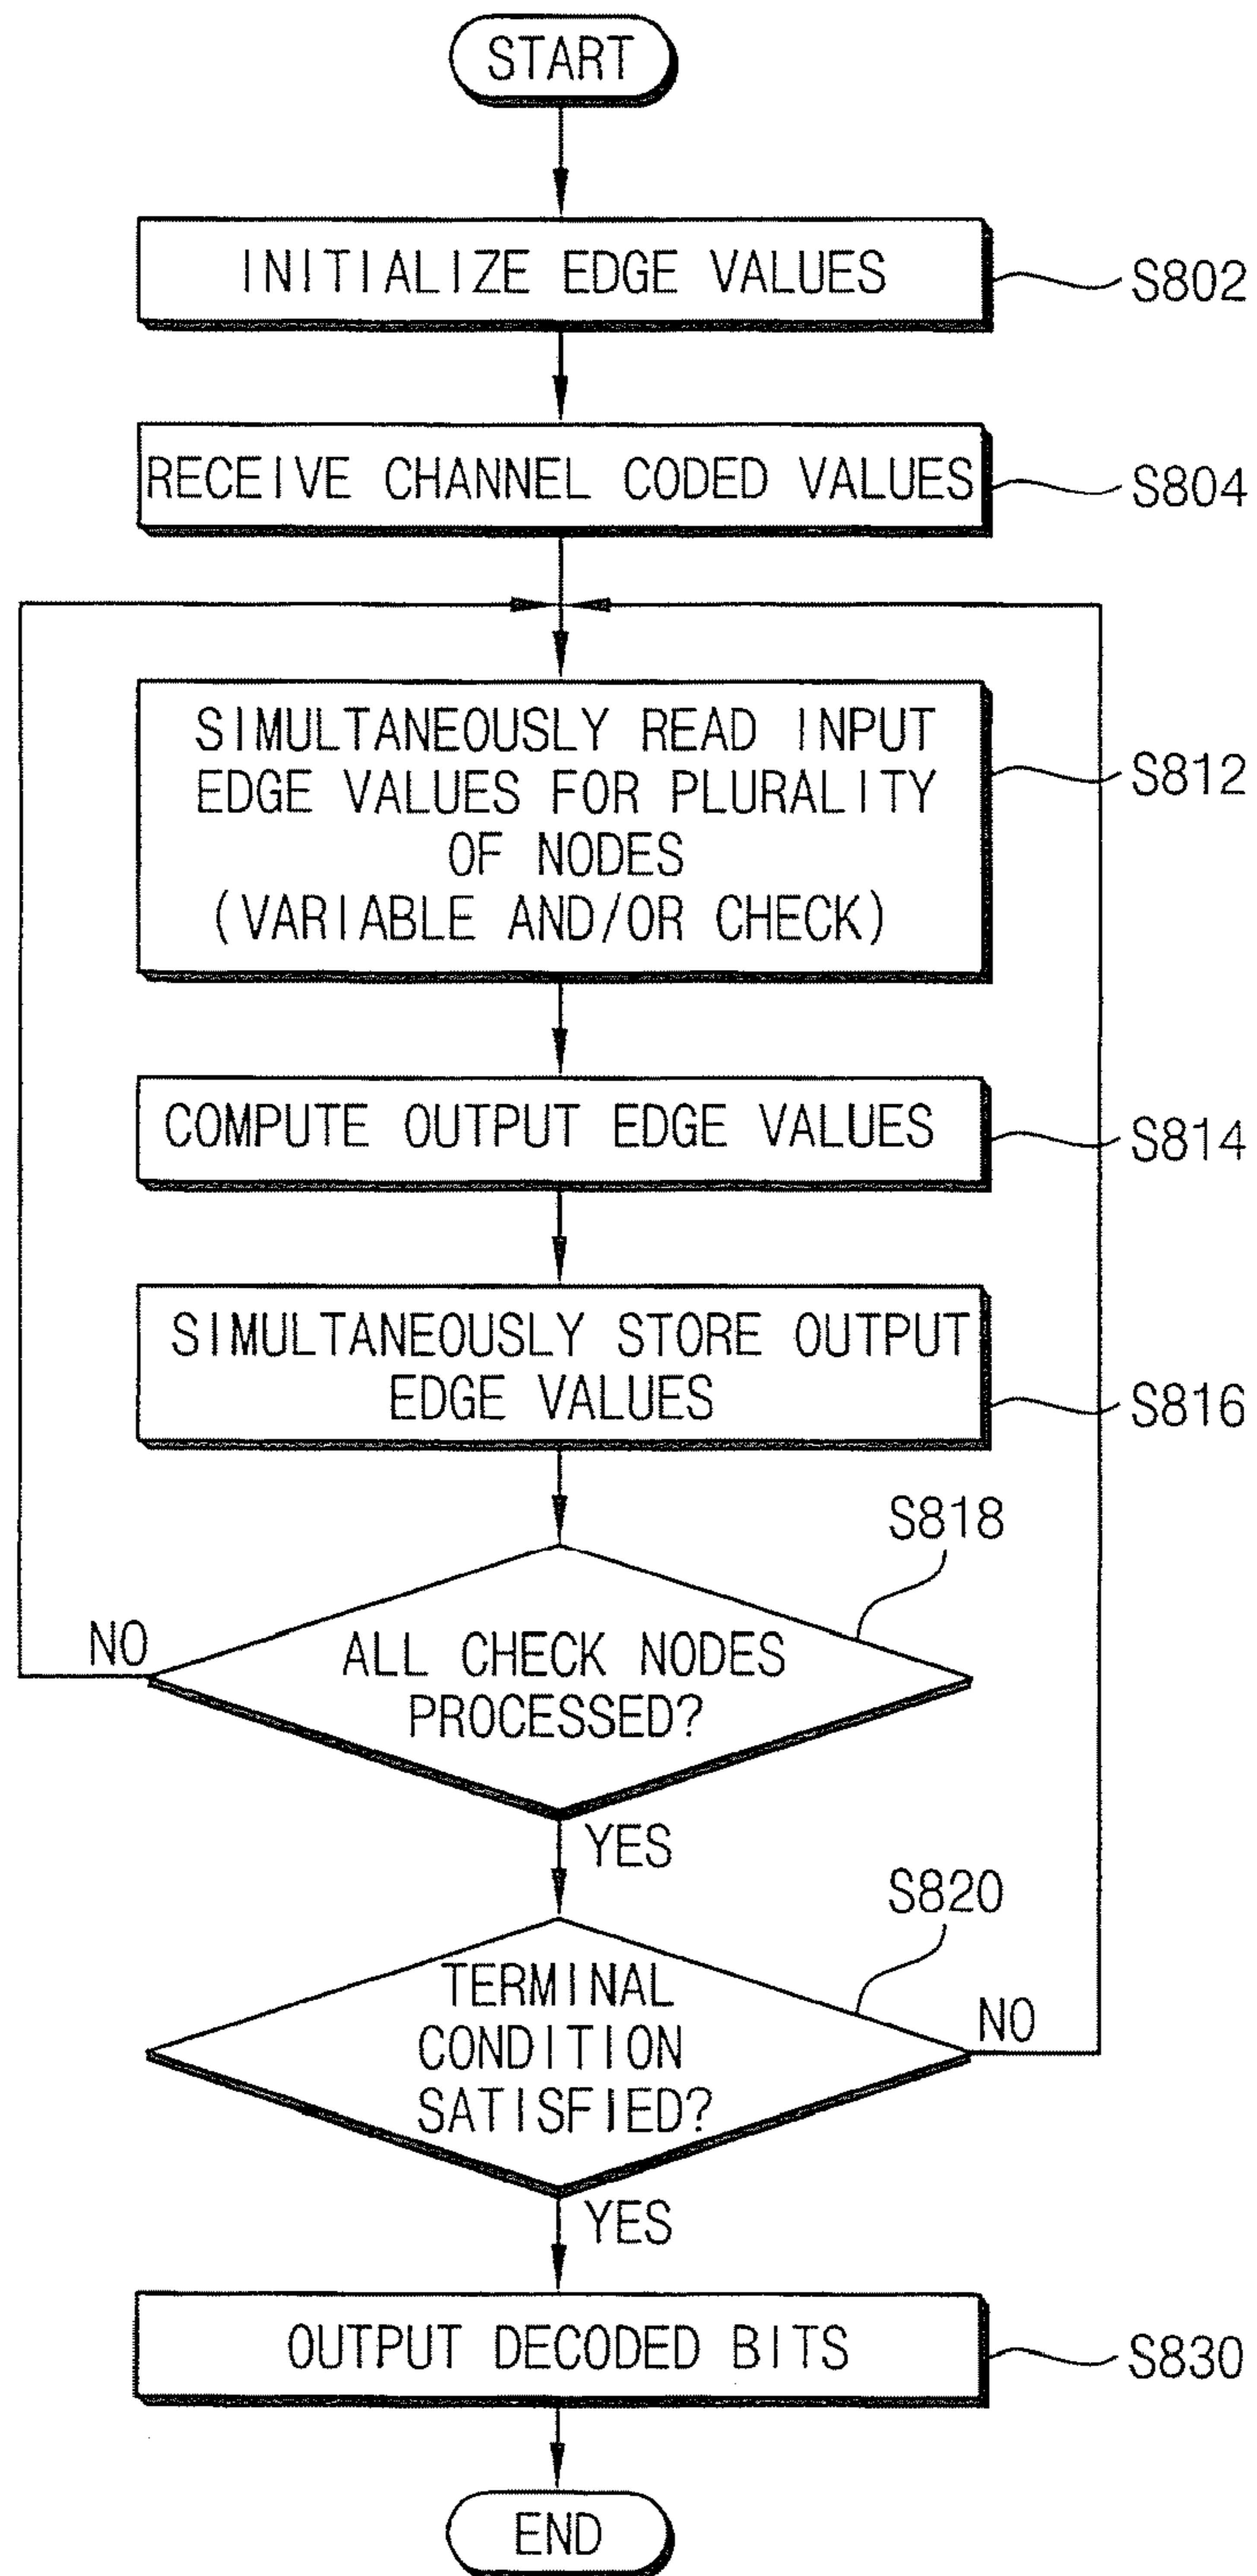 START
INITIALIZE EDGE VALUES
S802
RECEIVE CHANNEL CODED VALUES
S804
SIMULTANEOUSLY READ INPUT
EDGE VALUES FOR PLURALITY
OF NODES
(VARIABLE AND/OR CHECK)
S812
COMPUTE OUTPUT EDGE VALUES
S814
SIMULTANEOUSLY STORE OUTPUT
EDGE VALUES
S816
S818
NO
ALL CHECK NODES
PROCESSED?
YES
S820
TERMINAL
CONDITION
SATISFIED?
NO
YES
OUTPUT DECODED BITS
S830
END